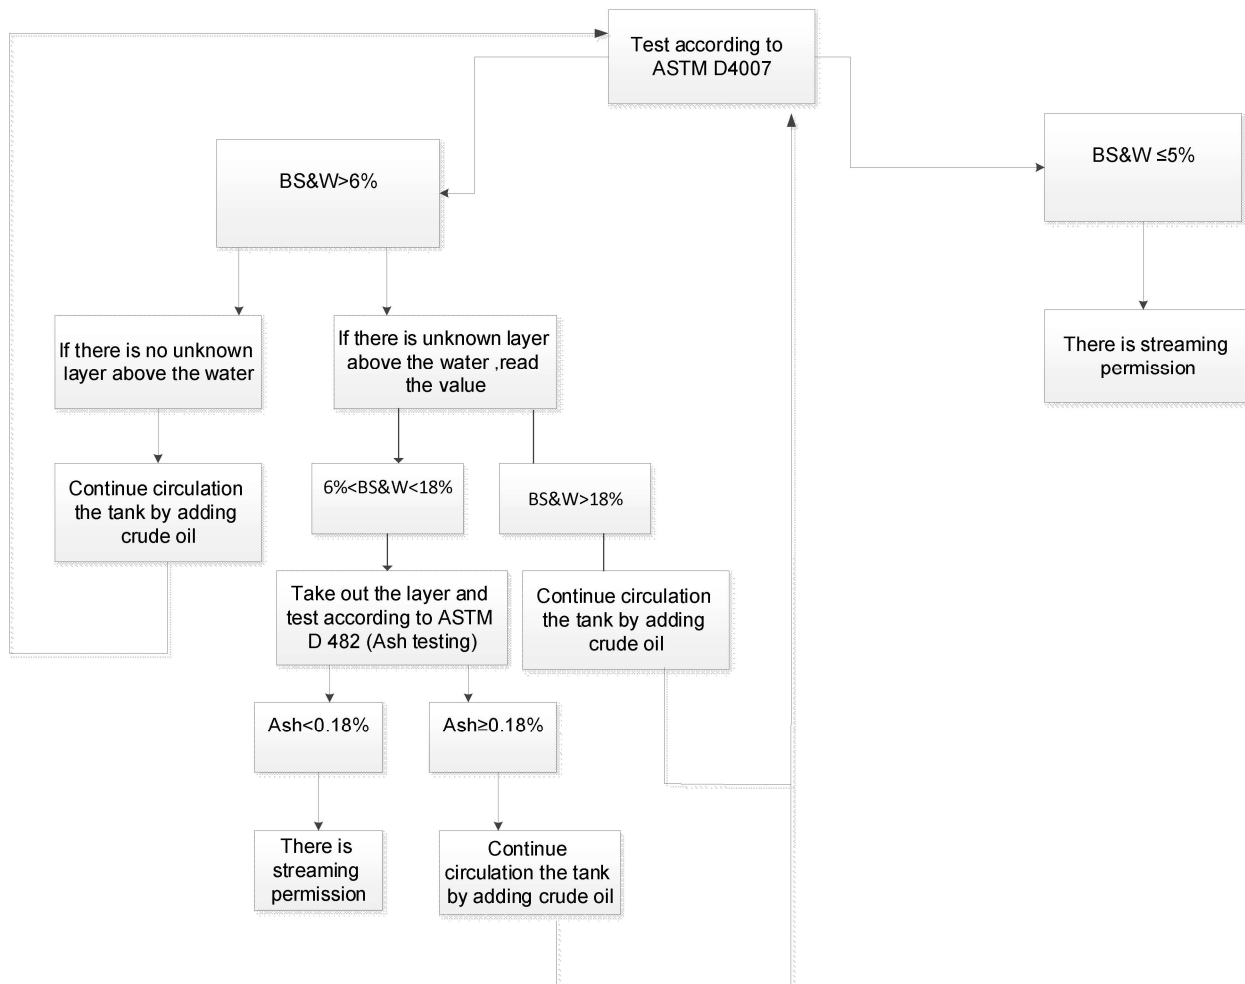 Test according to
ASTM D4007
BS&W ≤5%
BS&W>6%
There is streaming
permission
If there is no unknown
layer above the water
If there is unknown layer
above the water ,read
the value
Continue circulation
the tank by adding
crude oil
6%<BS&W<18%
BS&W>18%
Take out the layer and
test according to ASTM
D 482 (Ash testing)
Continue circulation
the tank by adding
crude oil
Ash<0.18%
Ash≥0.18%
There is
streaming
permission
Continue
circulation the tank
by adding crude oil